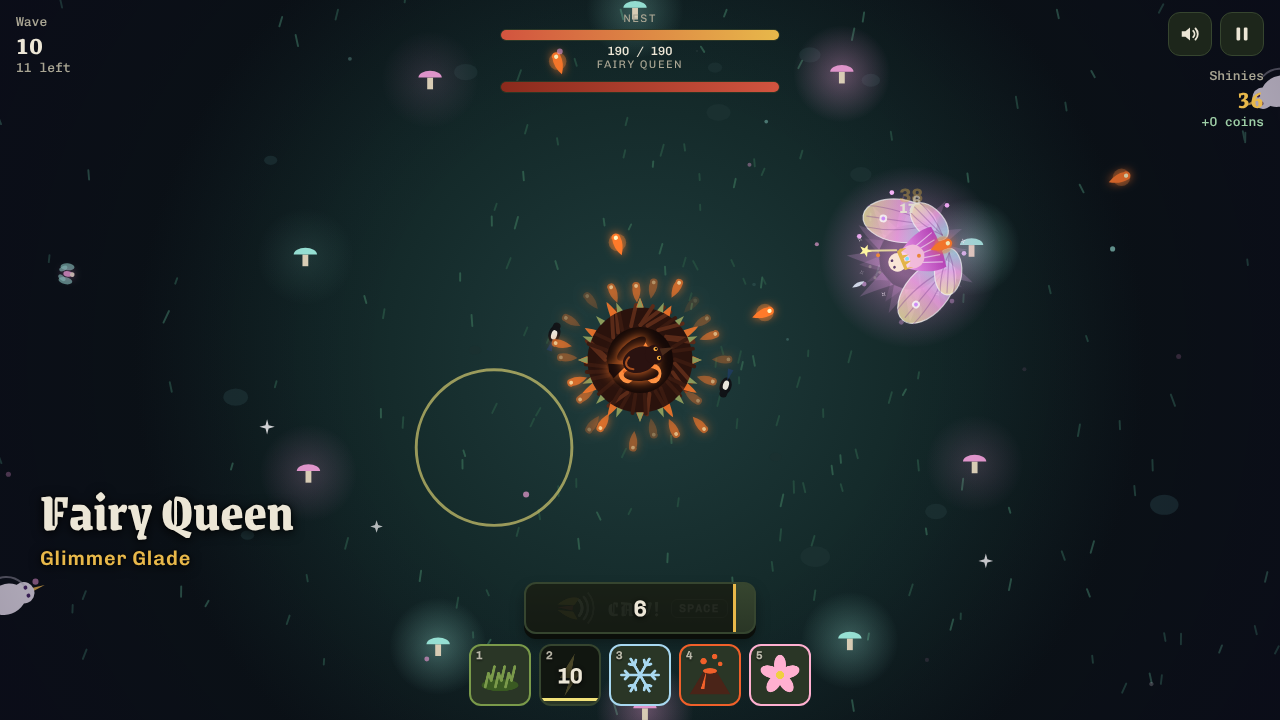 Wave
10
11 left
NEST
190 / 190
FAIRY QUEEN
Shinies
36
+0 coins
38
Fairy Queen
Glimmer Glade
6
SPACE
1
2
10
3
4
5